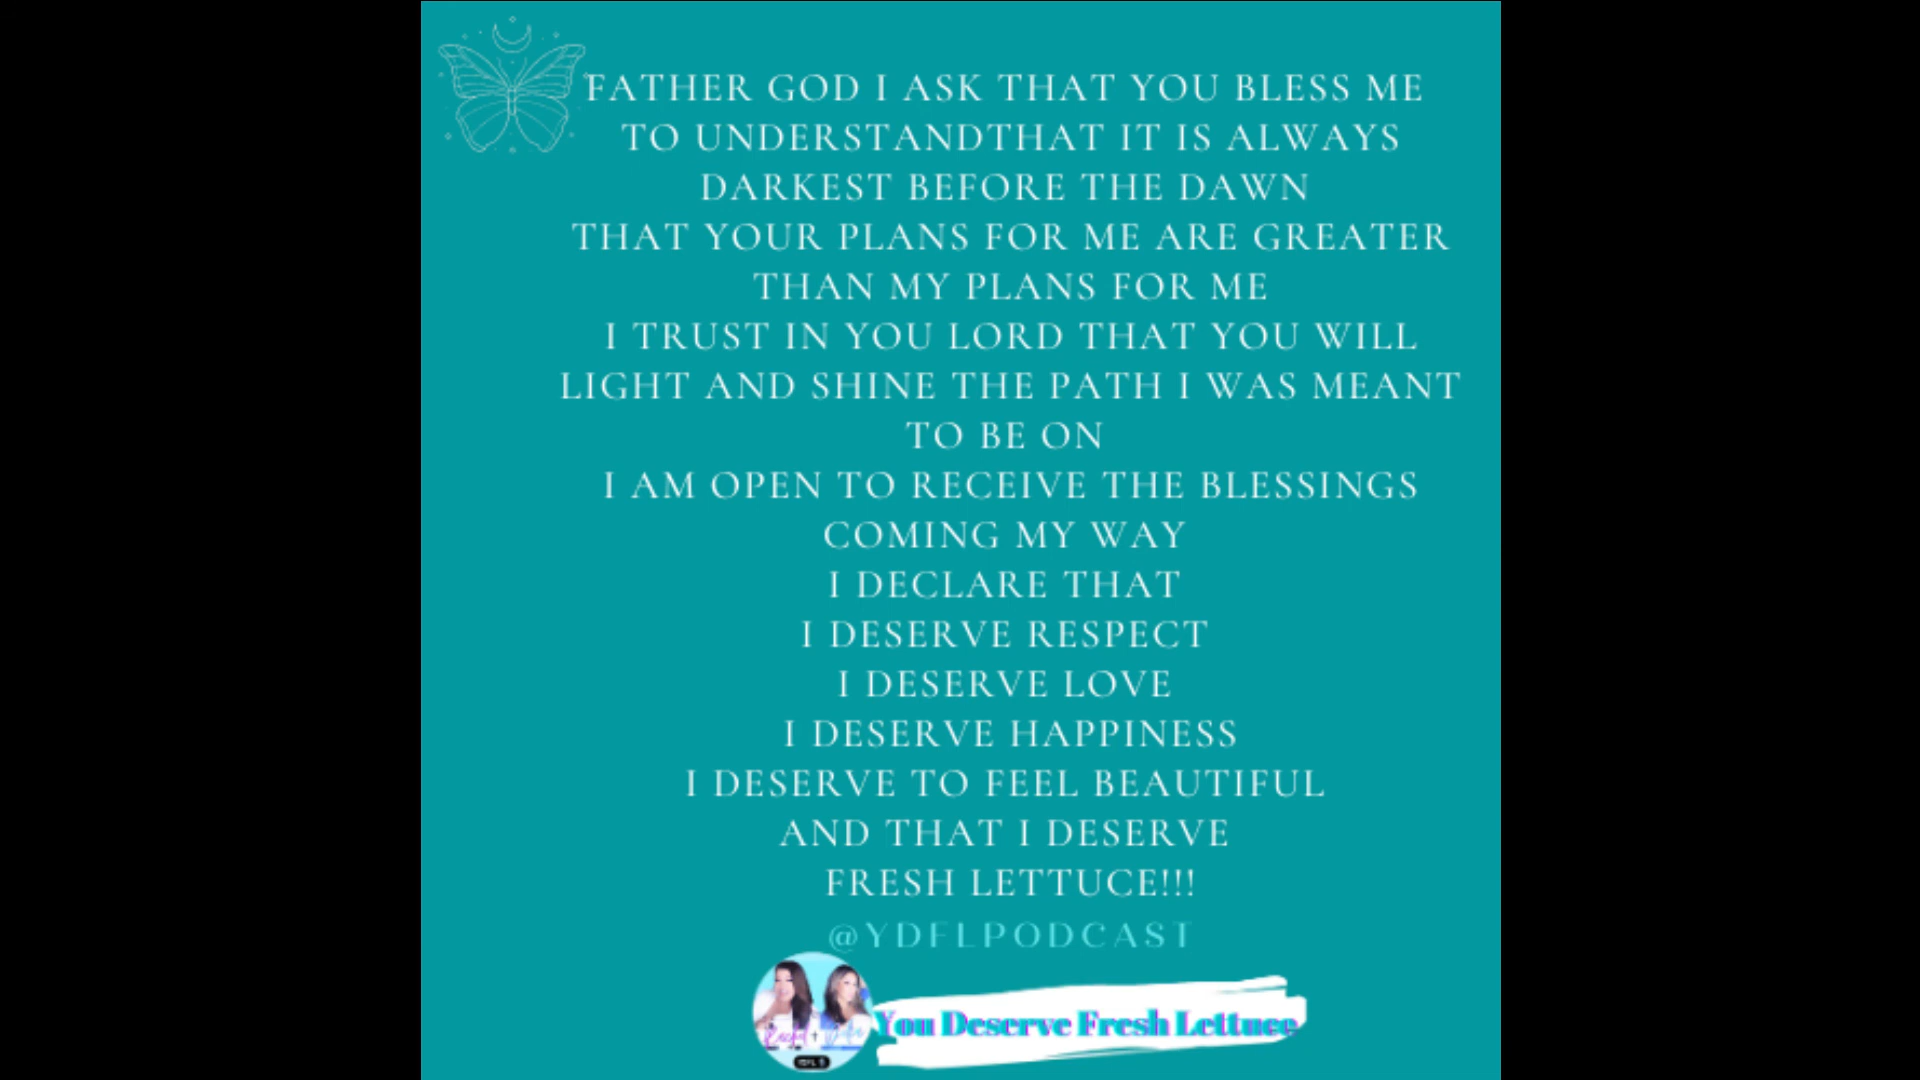 FATHER GOD I ASK THAT YOU BLESS ME
TO UNDERSTANDTHAT IT IS ALWAYS
DARKEST BEFORE THE DAWN
THAT YOUR PLANS FOR ME ARE GREATER
THAN MY PLANS FOR ME
I TRUST IN YOU LORD THAT YOU WILL
LIGHT AND SHINE THE PATH I WAS MEANT
TO BE ON
I AM OPEN TO RECEIVE THE BLESSINGS
COMING MY WAY
I DECLARE THAT
I DESERVE RESPECT
I DESERVE LOVE
I DESERVE HAPPINESS
I DESERVE TO FEEL BEAUTIFUL
AND THAT I DESERVE
FRESH LETTUCE!!!
@YDFLPODCAST
You Deserve Fresh Lettuce